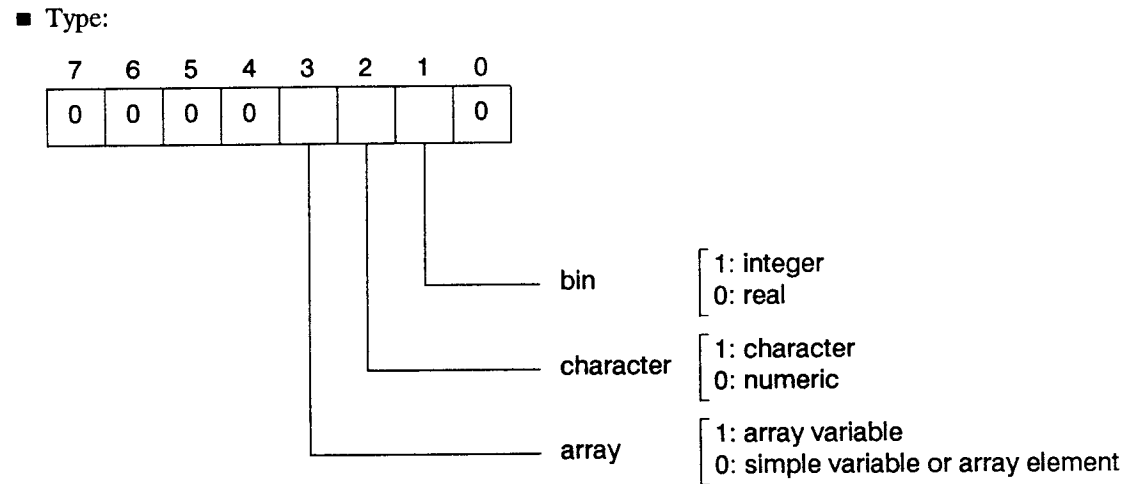 ■ Type:
7 6 5 4 3 2 1 0
0 0 0 0 0
bin 1: integer
0: real
character 1: character
0: numeric
array 1: array variable
0: simple variable or array element